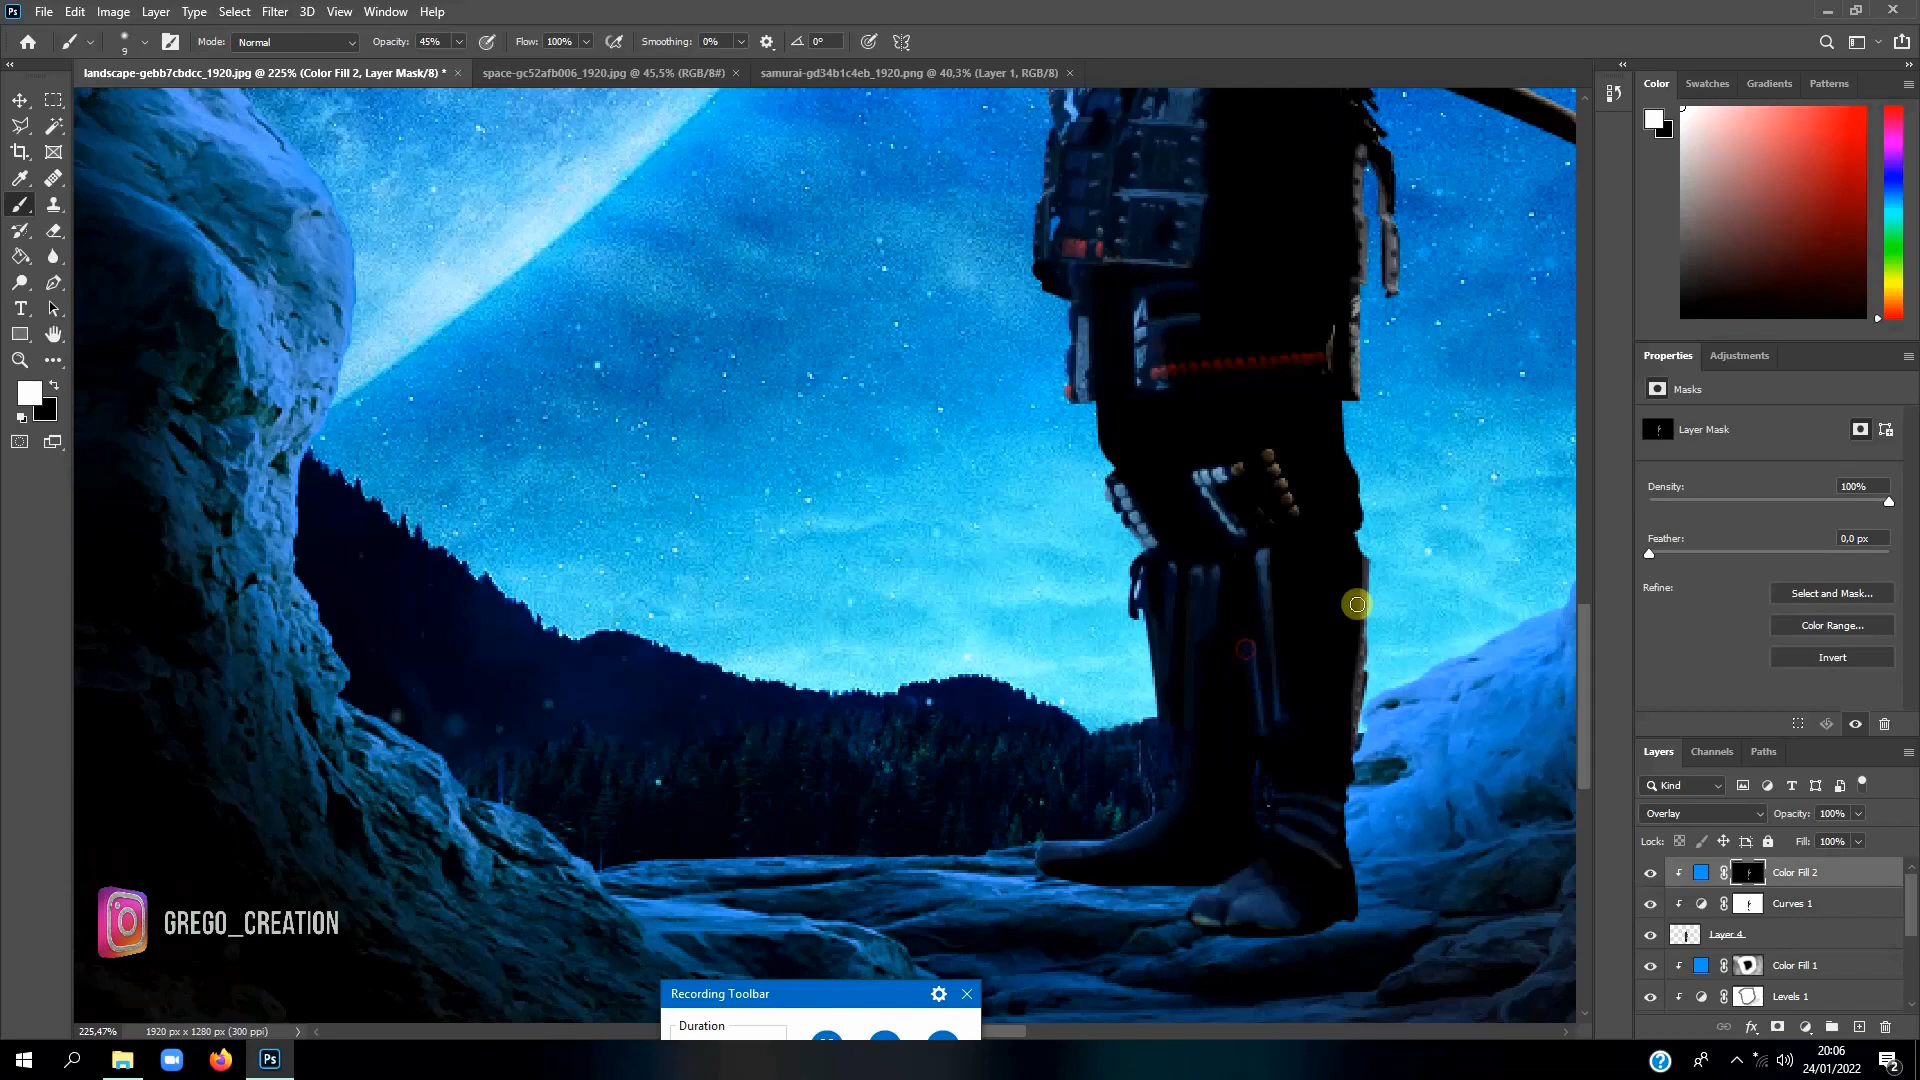 Ps File Edit Image Layer Type Select Filter 3D View Window Help
9 Mode: Normal Opacity: 45% Flow: 100% Smoothing: 0% 0°
landscape-gebb7cbdcc_1920.jpg @ 225% (Color Fill 2, Layer Mask/8) * space-gc52afb006_1920.jpg @ 45,5% (RGB/8#) samurai-gd34b1c4eb_1920.png @ 40,3% (Layer 1, RGB/8)
Color Swatches Gradients Patterns
Properties Adjustments
Masks
Layer Mask
Density: 100%
Feather: 0,0 px
Refine: Select and Mask...
Color Range...
Invert
Layers Channels Paths
Kind
Overlay Opacity: 100%
Lock: Fill: 100%
Color Fill 2
Curves 1
Layer 4
Color Fill 1
Levels 1
GREGO_CREATION
Recording Toolbar
Duration
225,47% 1920 px x 1280 px (300 ppi)
Ps
20:06
24/01/2022
2